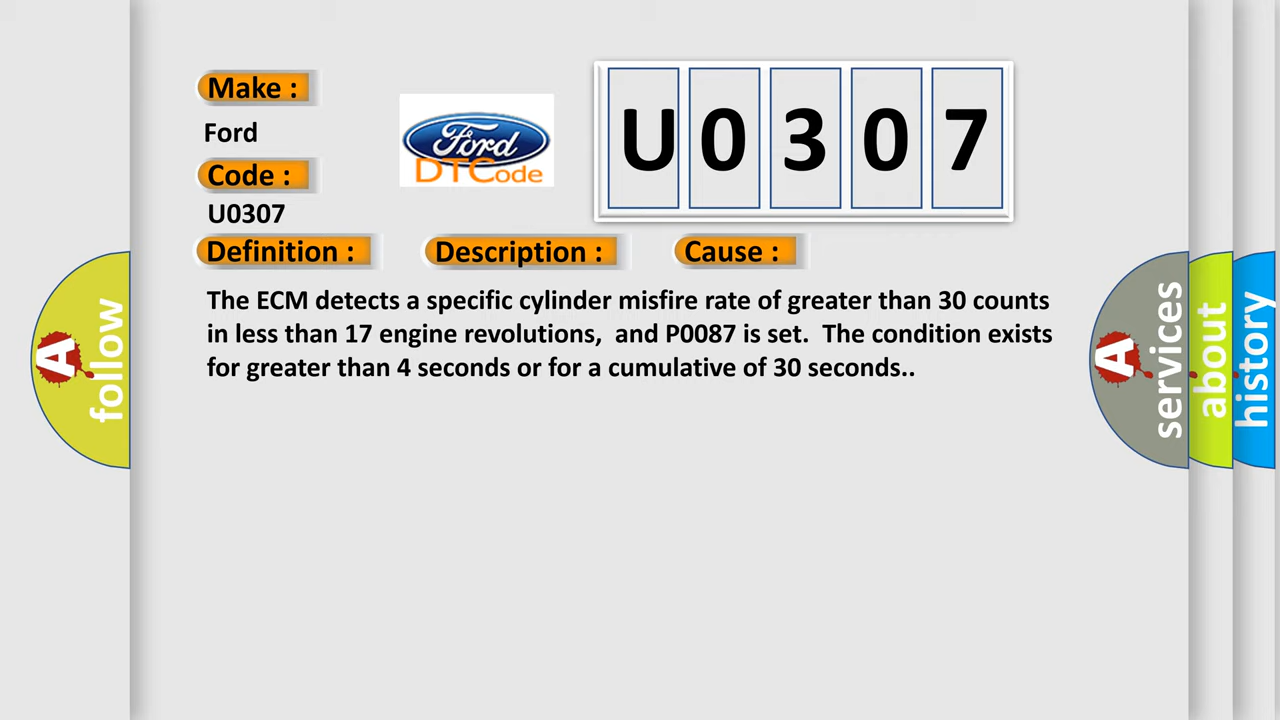 Make :
Ford
Code :
U0307
Ford
DTCode
U0307
Definition : Description : Cause :
The ECM detects a specific cylinder misfire rate of greater than 30 counts
in less than 17 engine revolutions, and P0087 is set. The condition exists
for greater than 4 seconds or for a cumulative of 30 seconds..
A follow
A services
about
history